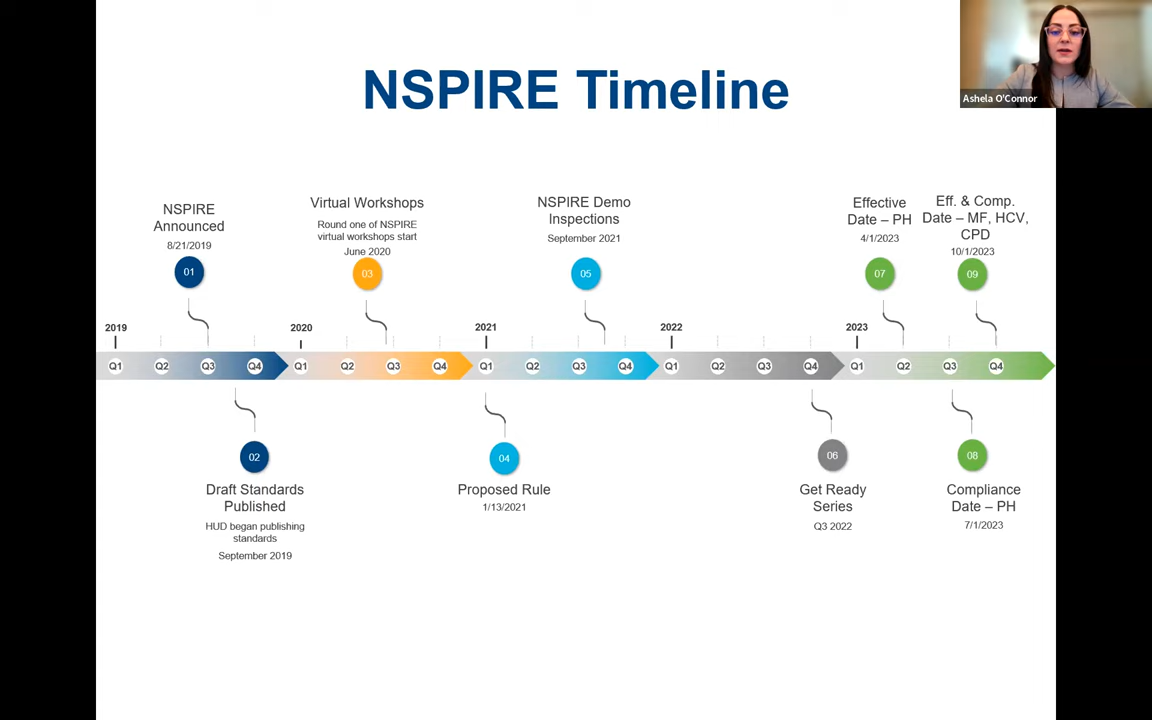 NSPIRE Timeline
Ashela O'Connor
NSPIRE
Announced
8/21/2019
01
Virtual Workshops
Round one of NSPIRE
virtual workshops start
June 2020
03
NSPIRE Demo
Inspections
September 2021
05
Effective
Date – PH
4/1/2023
07
Eff. & Comp.
Date – MF, HCV,
CPD
10/1/2023
09
2019 2020 2021 2022 2023
Q1 Q2 Q3 Q4 Q1 Q2 Q3 Q4 Q1 Q2 Q3 Q4 Q1 Q2 Q3 Q4 Q1 Q2 Q3 Q4
02
Draft Standards
Published
HUD began publishing
standards
September 2019
04
Proposed Rule
1/13/2021
06
Get Ready
Series
Q3 2022
08
Compliance
Date – PH
7/1/2023